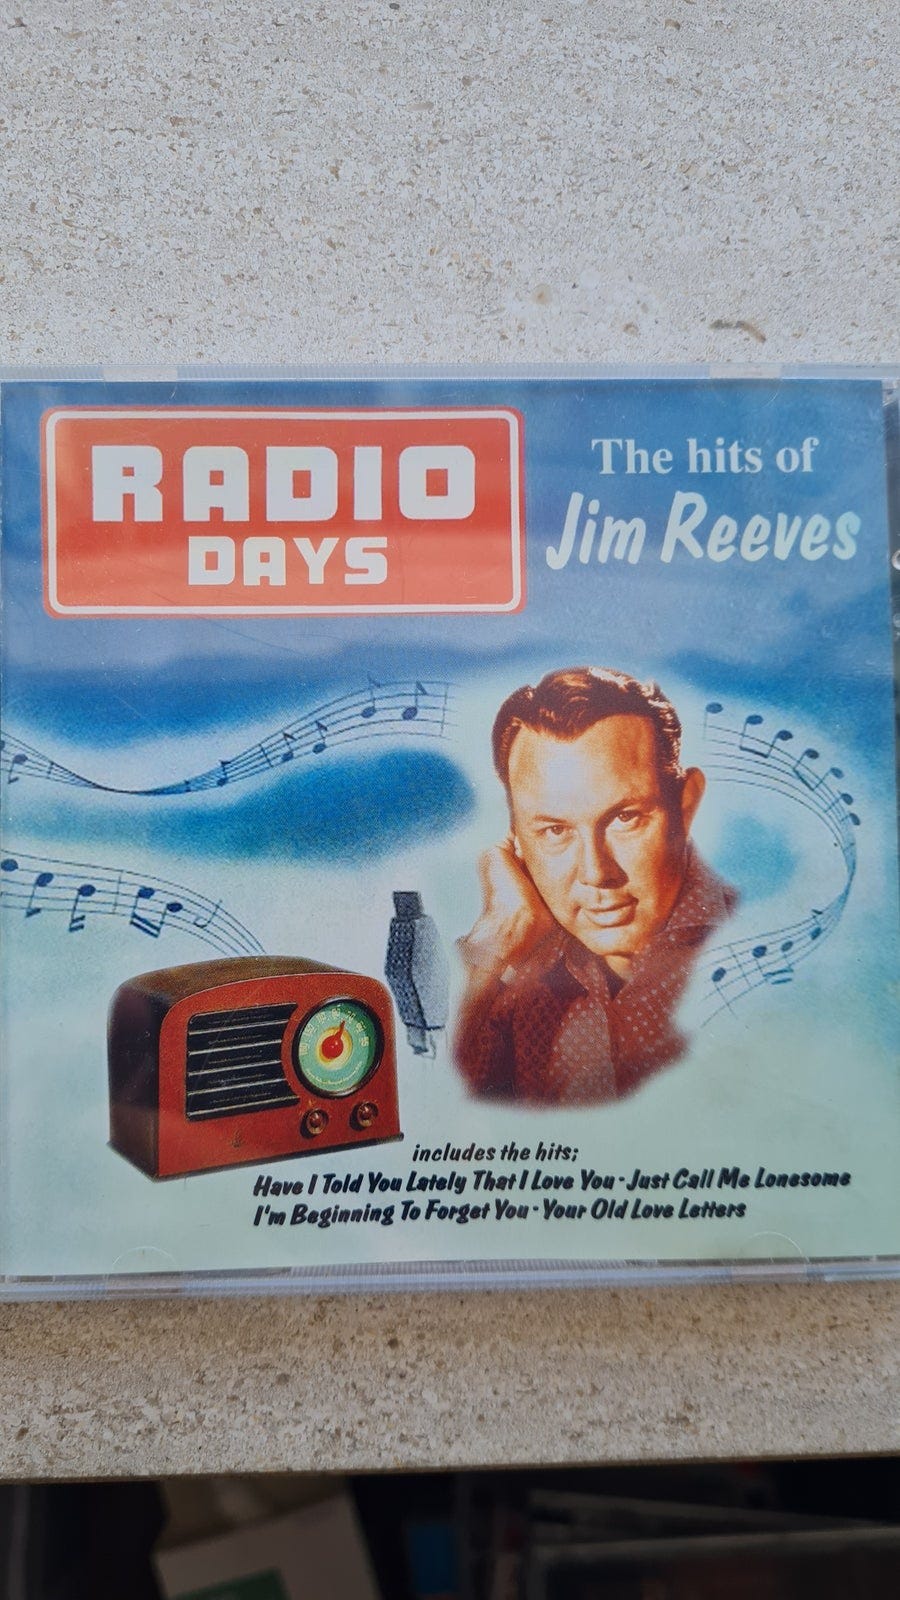 RADIO
DAYS
The hits of
Jim Reeves
includes the hits;
Have I Told You Lately That I Love You · Just Call Me Lonesome
I'm Beginning To Forget You · Your Old Love Letters